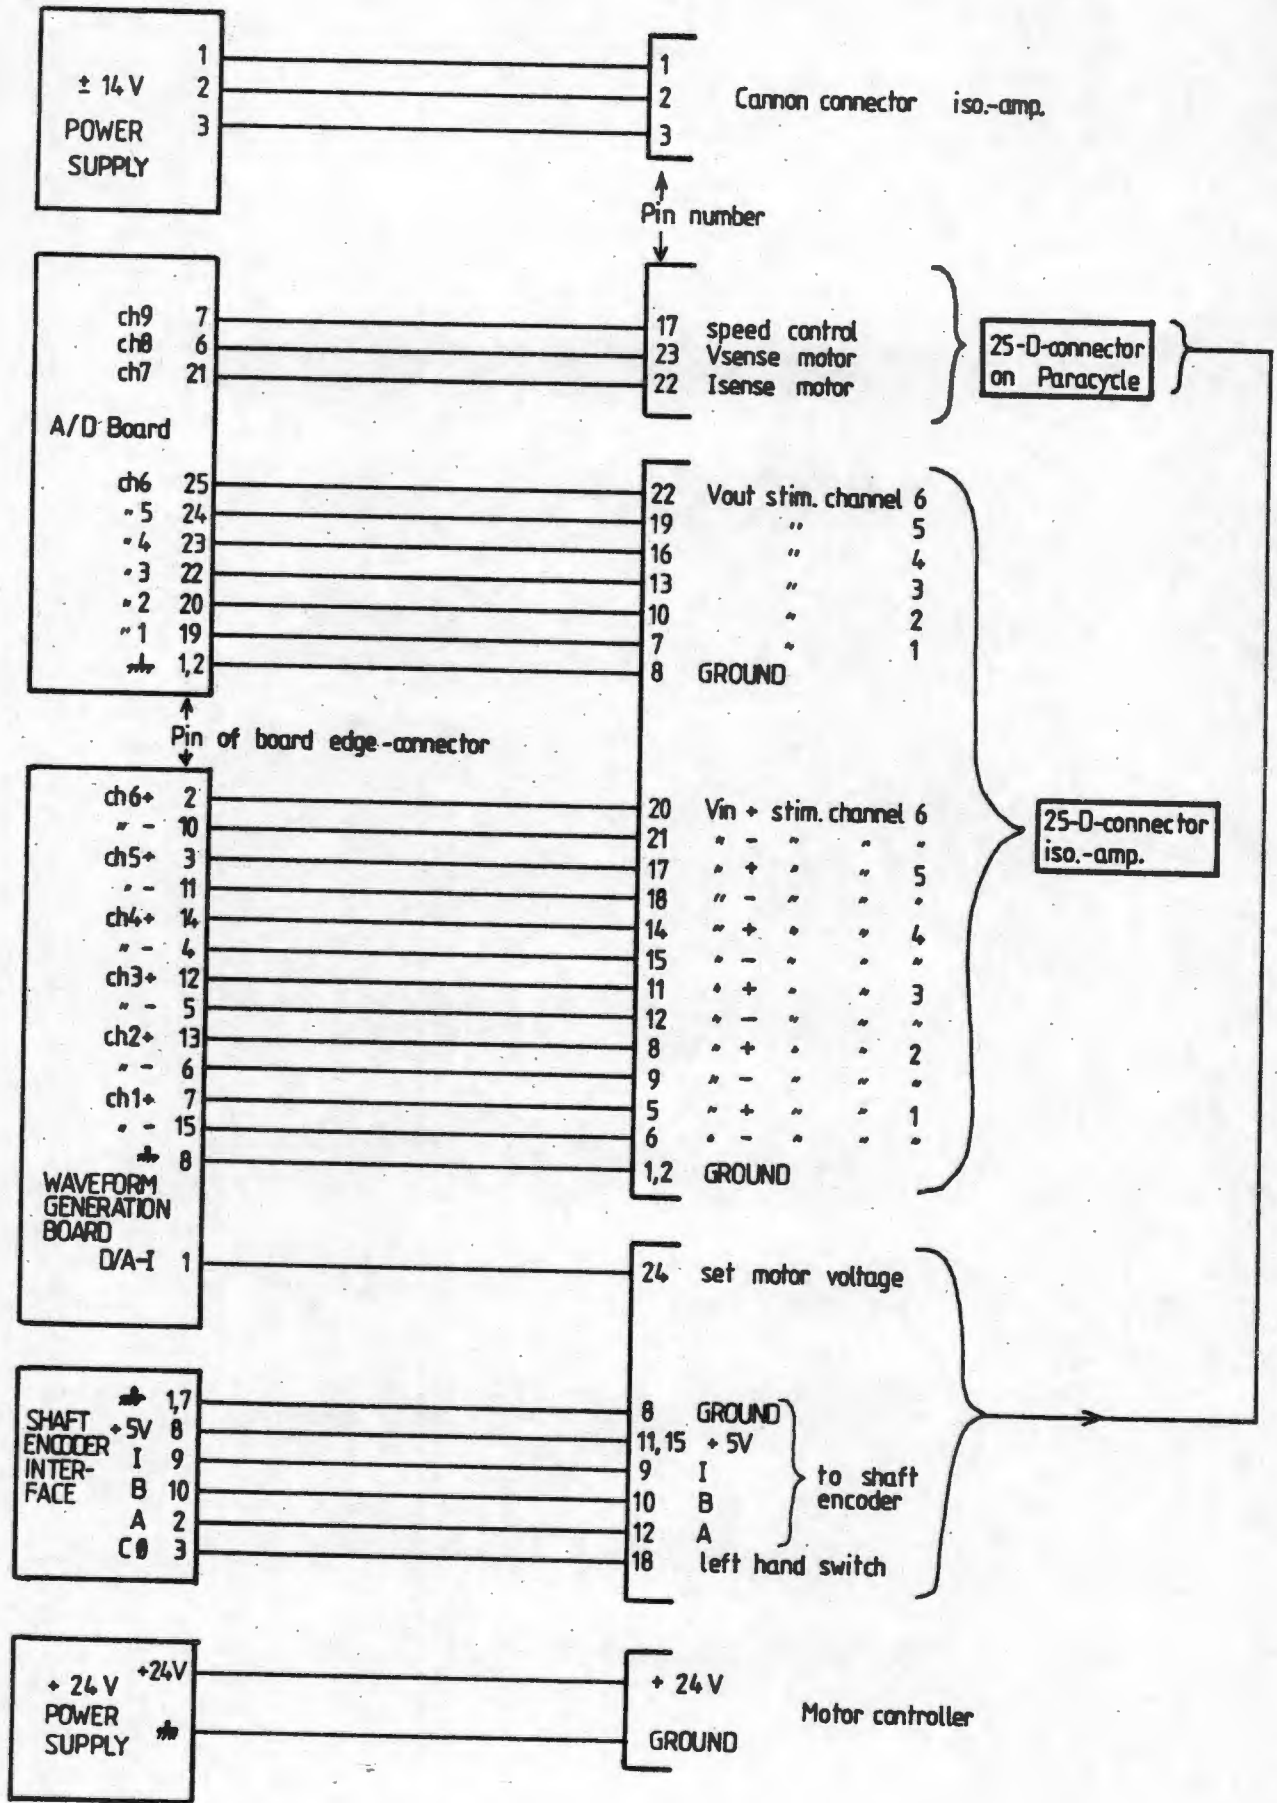 1 1
± 14 V 2 2 Cannon connector iso.-amp.
POWER 3 3
SUPPLY
Pin number
ch9 7 17 speed control
ch8 6 23 Vsense motor
ch7 21 22 Isense motor
25-D-connector
on Paracycle
A/D Board
ch6 25 22 Vout stim. channel 6
" 5 24 19 " 5
" 4 23 16 " 4
" 3 22 13 " 3
" 2 20 10 " 2
" 1 19 7 " 1
1,2 8 GROUND
Pin of board edge-connector
ch6+ 2 20 Vin + stim. channel 6
" - 10 21 " - " " "
ch5+ 3 17 " + " " 5
" - 11 18 " - " " "
ch4+ 14 14 " + " " 4
" - 4 15 " - " " "
ch3+ 12 11 " + " " 3
" - 5 12 " - " " "
ch2+ 13 8 " + " " 2
" - 6 9 " - " " "
ch1+ 7 5 " + " " 1
" - 15 6 " - " " "
8 1,2 GROUND
25-D-connector
iso.-amp.
WAVEFORM
GENERATION
BOARD
D/A-I 1 24 set motor voltage
1,7 8 GROUND
+5V 8 11,15 +5V
I 9 9 I
B 10 10 B
A 2 12 A
CØ 3 18 left hand switch
SHAFT
ENCODER
INTER-
FACE
to shaft
encoder
+ 24 V +24V + 24 V
POWER
SUPPLY GROUND
Motor controller